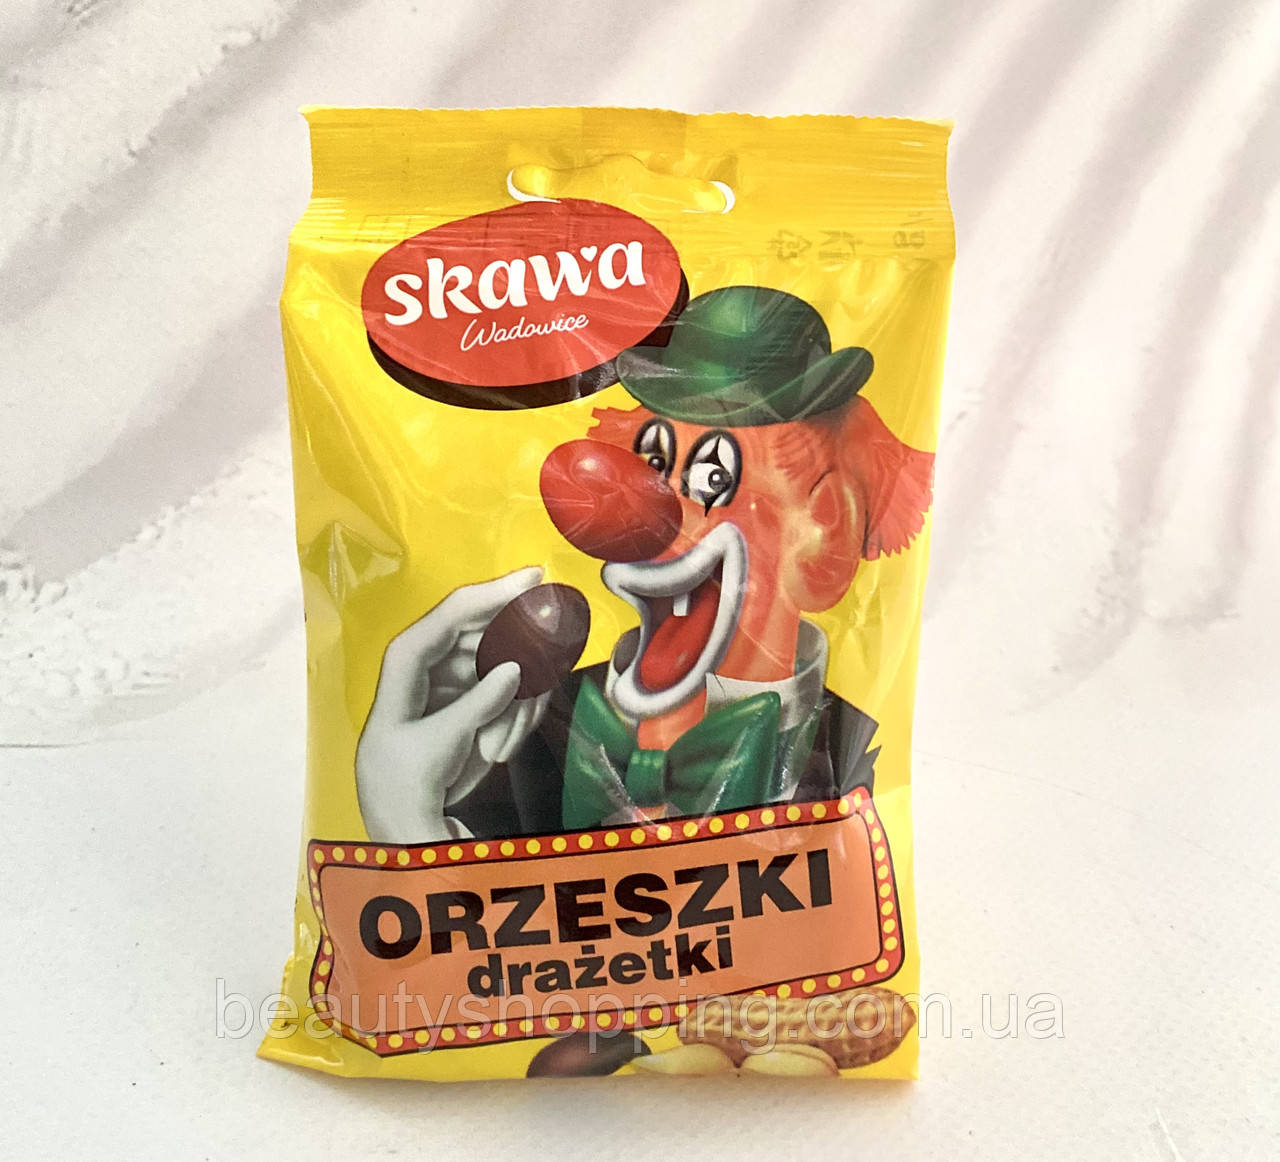 skawa
Wadowice
ORZESZKI
drażetki
beautyshopping.com.ua